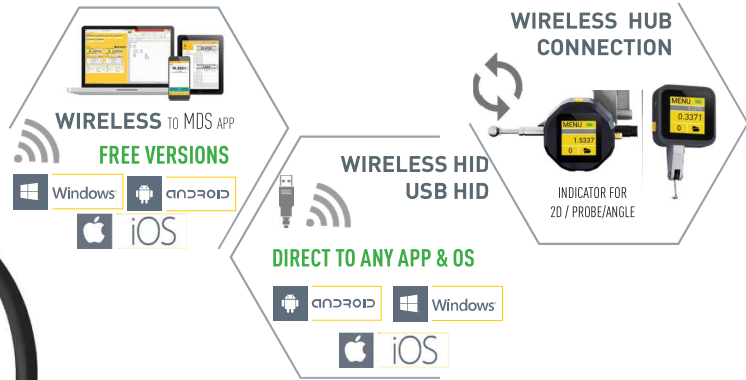 WIRELESS TO MDS APP
FREE VERSIONS
Windows
android
iOS
WIRELESS HID
USB HID
DIRECT TO ANY APP & OS
android
Windows
iOS
WIRELESS HUB
CONNECTION
MENU
1.5337
0
MENU
0.3371
0
INDICATOR FOR
2D / PROBE/ANGLE